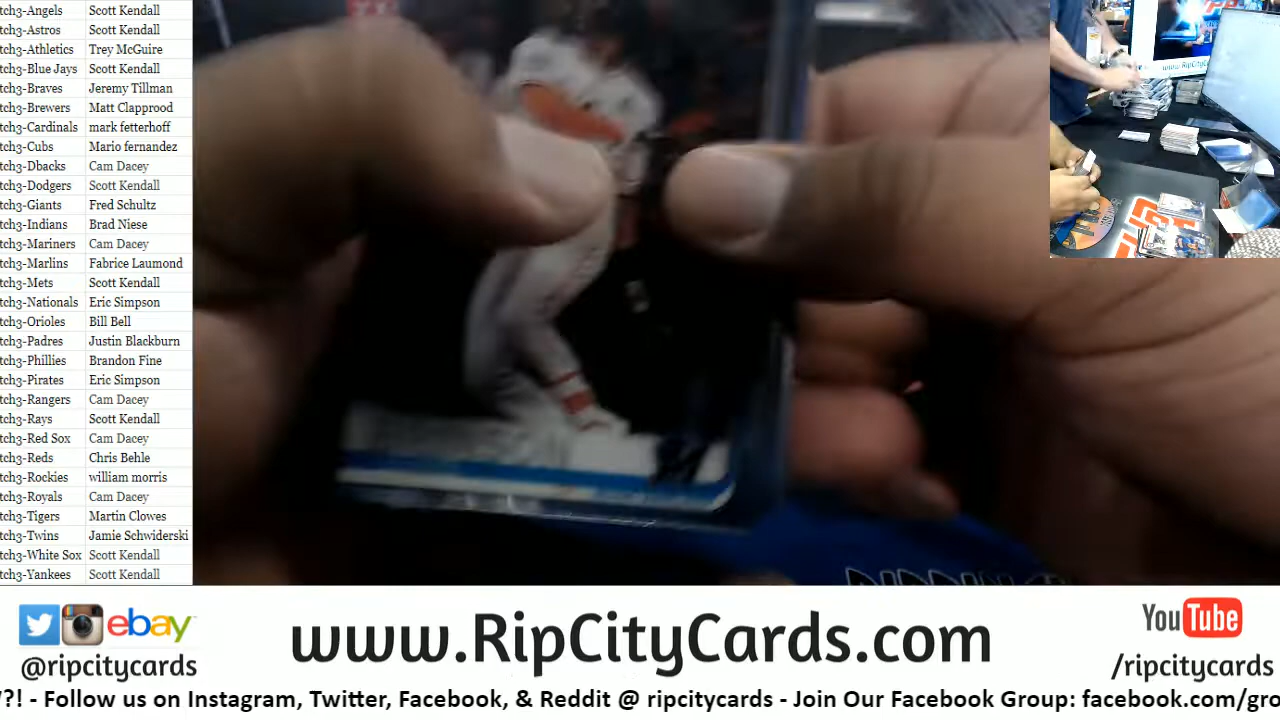 tch3-Angels Scott Kendall
tch3-Astros Scott Kendall
tch3-Athletics Trey McGuire
tch3-Blue Jays Scott Kendall
tch3-Braves Jeremy Tillman
tch3-Brewers Matt Clapprood
tch3-Cardinals mark fetterhoff
tch3-Cubs Mario fernandez
tch3-Dbacks Cam Dacey
tch3-Dodgers Scott Kendall
tch3-Giants Fred Schultz
tch3-Indians Brad Niese
tch3-Mariners Cam Dacey
tch3-Marlins Fabrice Laumond
tch3-Mets Scott Kendall
tch3-Nationals Eric Simpson
tch3-Orioles Bill Bell
tch3-Padres Justin Blackburn
tch3-Phillies Brandon Fine
tch3-Pirates Eric Simpson
tch3-Rangers Cam Dacey
tch3-Rays Scott Kendall
tch3-Red Sox Cam Dacey
tch3-Reds Chris Behle
tch3-Rockies william morris
tch3-Royals Cam Dacey
tch3-Tigers Martin Clowes
tch3-Twins Jamie Schwiderski
tch3-White Sox Scott Kendall
tch3-Yankees Scott Kendall
www.RipCity
ebay
@ripcitycards
www.RipCityCards.com
YouTube
/ripcitycards
?! - Follow us on Instagram, Twitter, Facebook, & Reddit @ ripcitycards - Join Our Facebook Group: facebook.com/gro